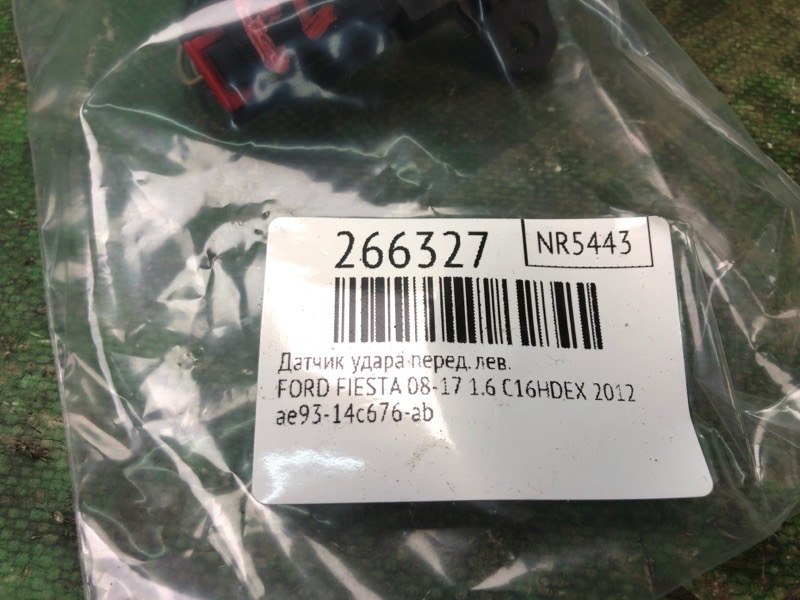 266327
NR5443
Датчик удара перед. лев.
FORD FIESTA 08-17 1.6 C16HDEX 2012
ae93-14c676-ab